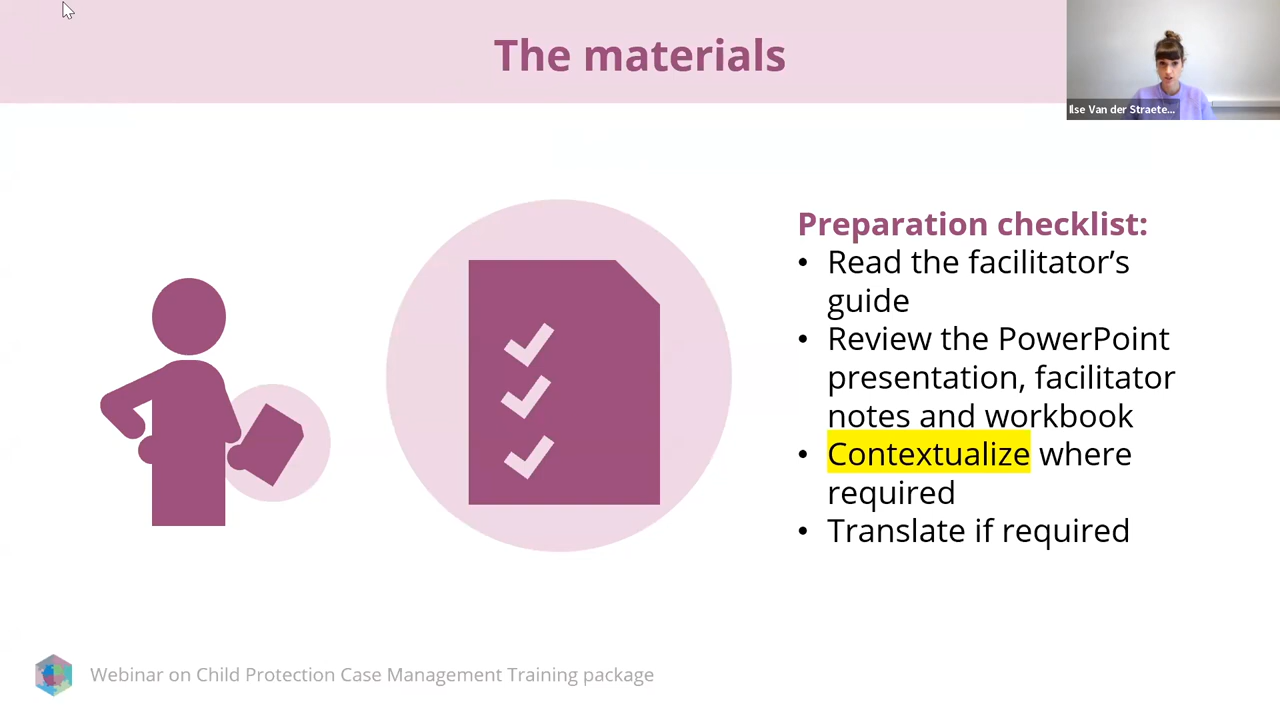 The materials
Ilse Van der Straete...
Preparation checklist:
• Read the facilitator's
guide
• Review the PowerPoint
presentation, facilitator
notes and workbook
• Contextualize where
required
• Translate if required
Webinar on Child Protection Case Management Training package